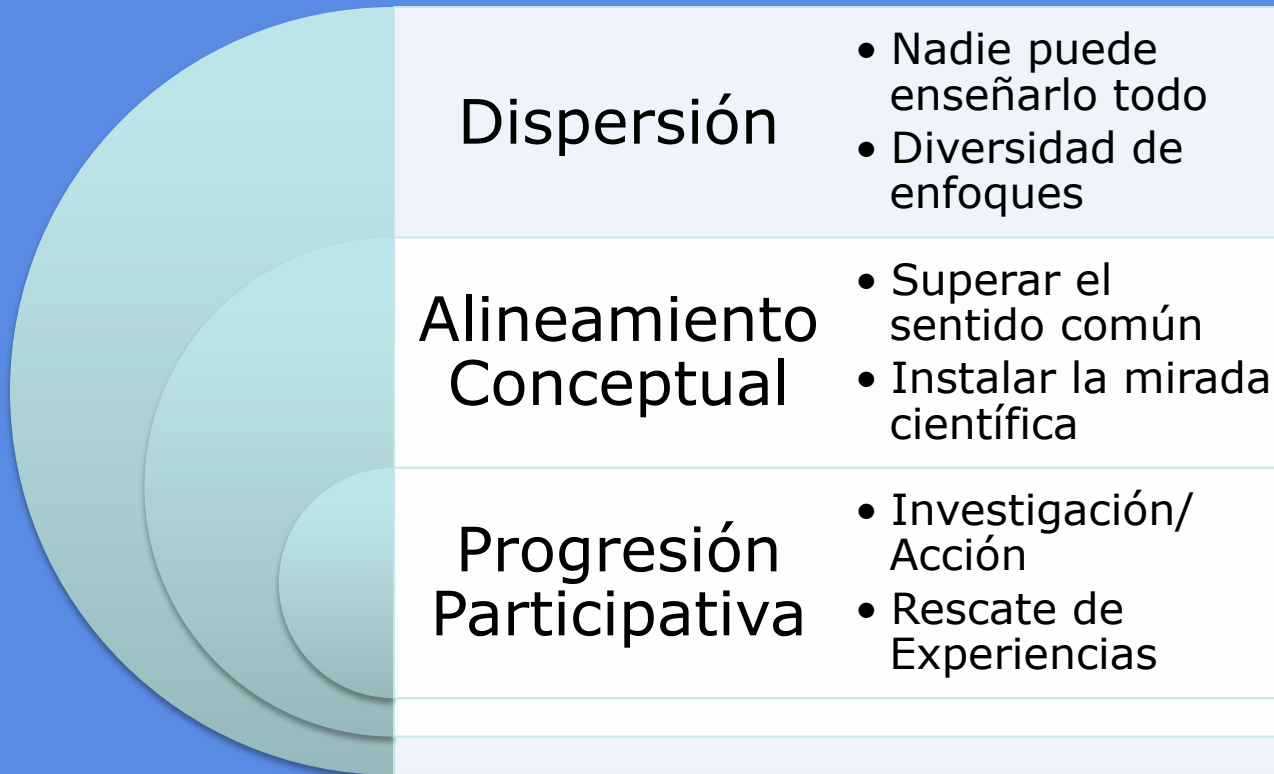 Dispersión
• Nadie puede
enseñarlo todo
• Diversidad de
enfoques
Alineamiento
Conceptual
• Superar el
sentido común
• Instalar la mirada
científica
Progresión
Participativa
• Investigación/
Acción
• Rescate de
Experiencias